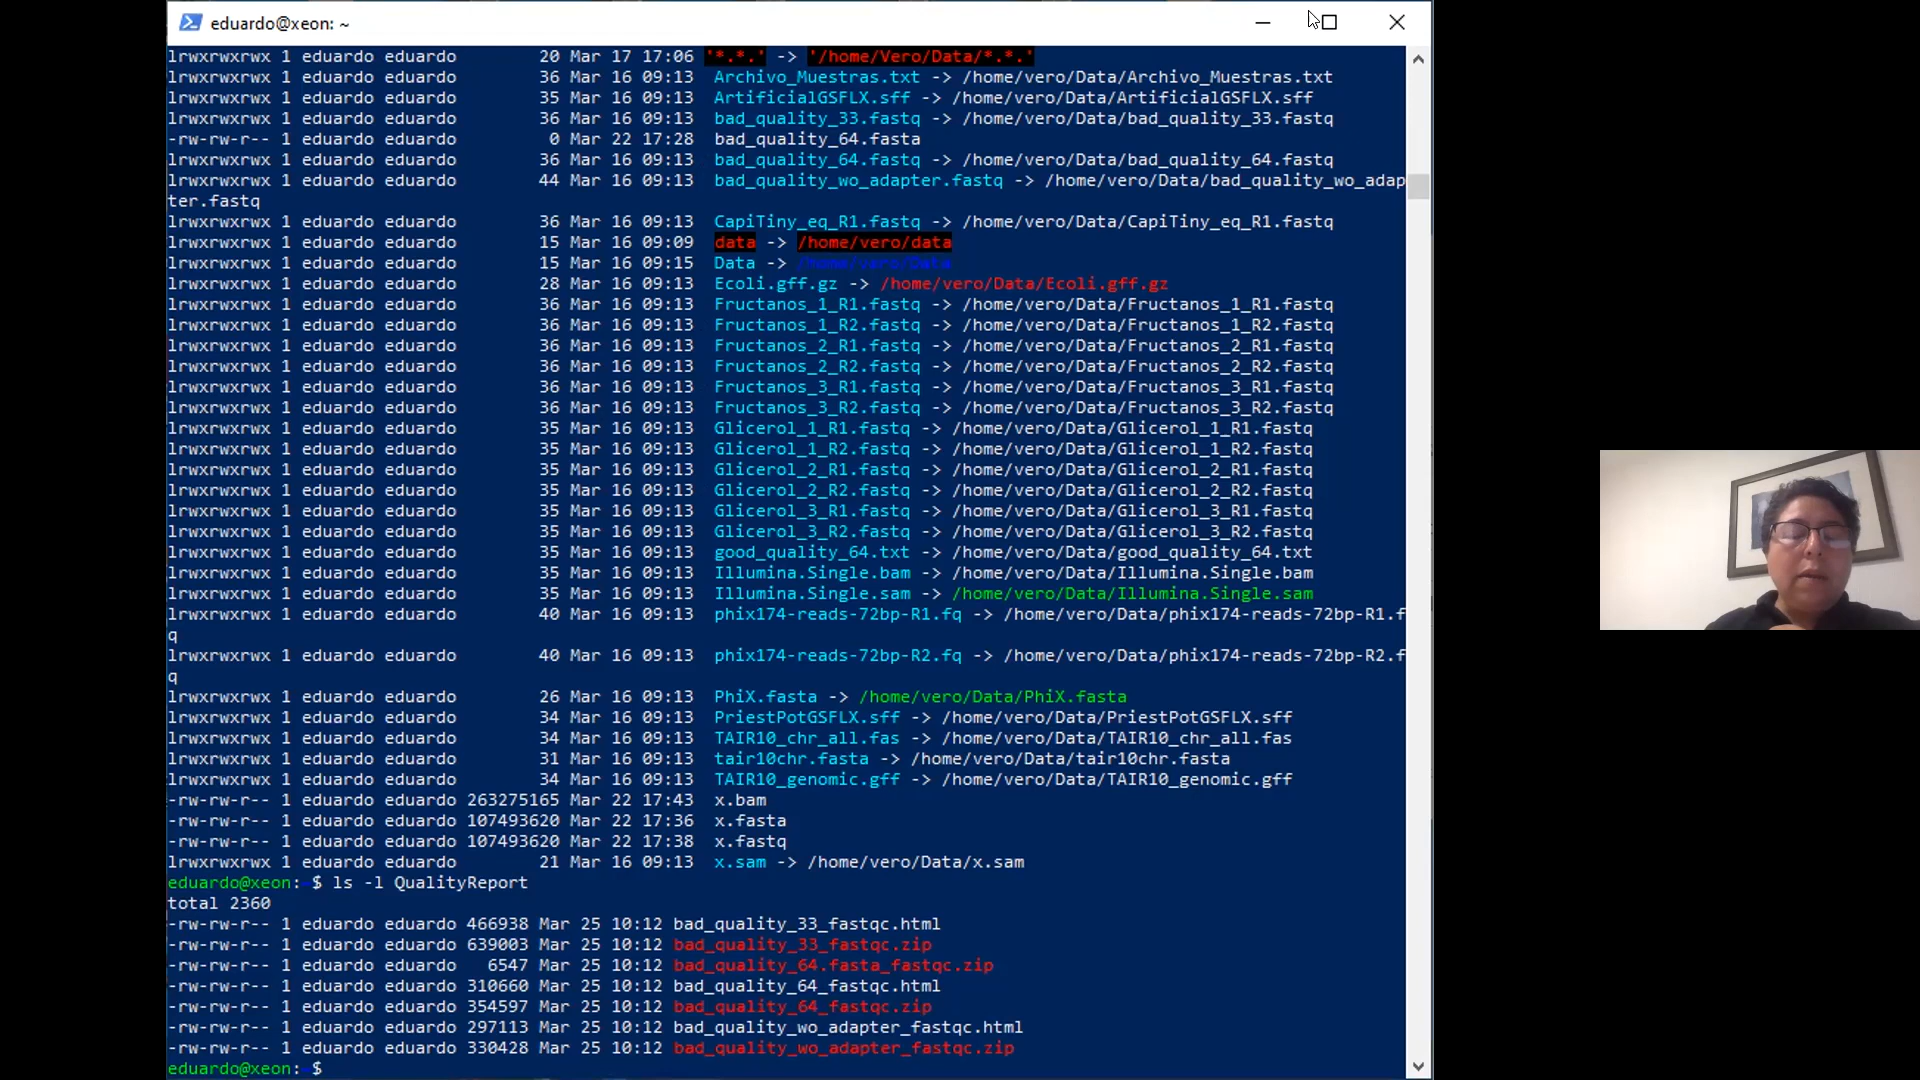 eduardo@xeon: ~
lrwxrwxrwx 1 eduardo eduardo 20 Mar 17 17:06 '*.*.' -> '/home/Vero/Data/*.*.'
lrwxrwxrwx 1 eduardo eduardo 36 Mar 16 09:13 Archivo_Muestras.txt -> /home/vero/Data/Archivo_Muestras.txt
lrwxrwxrwx 1 eduardo eduardo 35 Mar 16 09:13 ArtificialGSFLX.sff -> /home/vero/Data/ArtificialGSFLX.sff
lrwxrwxrwx 1 eduardo eduardo 36 Mar 16 09:13 bad_quality_33.fastq -> /home/vero/Data/bad_quality_33.fastq
-rw-rw-r-- 1 eduardo eduardo 0 Mar 22 17:28 bad_quality_64.fasta
lrwxrwxrwx 1 eduardo eduardo 36 Mar 16 09:13 bad_quality_64.fastq -> /home/vero/Data/bad_quality_64.fastq
lrwxrwxrwx 1 eduardo eduardo 44 Mar 16 09:13 bad_quality_wo_adapter.fastq -> /home/vero/Data/bad_quality_wo_adap
ter.fastq
lrwxrwxrwx 1 eduardo eduardo 36 Mar 16 09:13 CapiTiny_eq_R1.fastq -> /home/vero/Data/CapiTiny_eq_R1.fastq
lrwxrwxrwx 1 eduardo eduardo 15 Mar 16 09:09 data -> /home/vero/data
lrwxrwxrwx 1 eduardo eduardo 15 Mar 16 09:15 Data -> /home/vero/Data
lrwxrwxrwx 1 eduardo eduardo 28 Mar 16 09:13 Ecoli.gff.gz -> /home/vero/Data/Ecoli.gff.gz
lrwxrwxrwx 1 eduardo eduardo 36 Mar 16 09:13 Fructanos_1_R1.fastq -> /home/vero/Data/Fructanos_1_R1.fastq
lrwxrwxrwx 1 eduardo eduardo 36 Mar 16 09:13 Fructanos_1_R2.fastq -> /home/vero/Data/Fructanos_1_R2.fastq
lrwxrwxrwx 1 eduardo eduardo 36 Mar 16 09:13 Fructanos_2_R1.fastq -> /home/vero/Data/Fructanos_2_R1.fastq
lrwxrwxrwx 1 eduardo eduardo 36 Mar 16 09:13 Fructanos_2_R2.fastq -> /home/vero/Data/Fructanos_2_R2.fastq
lrwxrwxrwx 1 eduardo eduardo 36 Mar 16 09:13 Fructanos_3_R1.fastq -> /home/vero/Data/Fructanos_3_R1.fastq
lrwxrwxrwx 1 eduardo eduardo 36 Mar 16 09:13 Fructanos_3_R2.fastq -> /home/vero/Data/Fructanos_3_R2.fastq
lrwxrwxrwx 1 eduardo eduardo 35 Mar 16 09:13 Glicerol_1_R1.fastq -> /home/vero/Data/Glicerol_1_R1.fastq
lrwxrwxrwx 1 eduardo eduardo 35 Mar 16 09:13 Glicerol_1_R2.fastq -> /home/vero/Data/Glicerol_1_R2.fastq
lrwxrwxrwx 1 eduardo eduardo 35 Mar 16 09:13 Glicerol_2_R1.fastq -> /home/vero/Data/Glicerol_2_R1.fastq
lrwxrwxrwx 1 eduardo eduardo 35 Mar 16 09:13 Glicerol_2_R2.fastq -> /home/vero/Data/Glicerol_2_R2.fastq
lrwxrwxrwx 1 eduardo eduardo 35 Mar 16 09:13 Glicerol_3_R1.fastq -> /home/vero/Data/Glicerol_3_R1.fastq
lrwxrwxrwx 1 eduardo eduardo 35 Mar 16 09:13 Glicerol_3_R2.fastq -> /home/vero/Data/Glicerol_3_R2.fastq
lrwxrwxrwx 1 eduardo eduardo 35 Mar 16 09:13 good_quality_64.txt -> /home/vero/Data/good_quality_64.txt
lrwxrwxrwx 1 eduardo eduardo 35 Mar 16 09:13 Illumina.Single.bam -> /home/vero/Data/Illumina.Single.bam
lrwxrwxrwx 1 eduardo eduardo 35 Mar 16 09:13 Illumina.Single.sam -> /home/vero/Data/Illumina.Single.sam
lrwxrwxrwx 1 eduardo eduardo 40 Mar 16 09:13 phix174-reads-72bp-R1.fq -> /home/vero/Data/phix174-reads-72bp-R1.f
q
lrwxrwxrwx 1 eduardo eduardo 40 Mar 16 09:13 phix174-reads-72bp-R2.fq -> /home/vero/Data/phix174-reads-72bp-R2.f
q
lrwxrwxrwx 1 eduardo eduardo 26 Mar 16 09:13 PhiX.fasta -> /home/vero/Data/PhiX.fasta
lrwxrwxrwx 1 eduardo eduardo 34 Mar 16 09:13 PriestPotGSFLX.sff -> /home/vero/Data/PriestPotGSFLX.sff
lrwxrwxrwx 1 eduardo eduardo 34 Mar 16 09:13 TAIR10_chr_all.fas -> /home/vero/Data/TAIR10_chr_all.fas
lrwxrwxrwx 1 eduardo eduardo 31 Mar 16 09:13 tair10chr.fasta -> /home/vero/Data/tair10chr.fasta
lrwxrwxrwx 1 eduardo eduardo 34 Mar 16 09:13 TAIR10_genomic.gff -> /home/vero/Data/TAIR10_genomic.gff
-rw-rw-r-- 1 eduardo eduardo 263275165 Mar 22 17:43 x.bam
-rw-rw-r-- 1 eduardo eduardo 107493620 Mar 22 17:36 x.fasta
-rw-rw-r-- 1 eduardo eduardo 107493620 Mar 22 17:38 x.fastq
lrwxrwxrwx 1 eduardo eduardo 21 Mar 16 09:13 x.sam -> /home/vero/Data/x.sam
eduardo@xeon: $ ls -l QualityReport
total 2360
-rw-rw-r-- 1 eduardo eduardo 466938 Mar 25 10:12 bad_quality_33_fastqc.html
-rw-rw-r-- 1 eduardo eduardo 639003 Mar 25 10:12 bad_quality_33_fastqc.zip
-rw-rw-r-- 1 eduardo eduardo 6547 Mar 25 10:12 bad_quality_64.fasta_fastqc.zip
-rw-rw-r-- 1 eduardo eduardo 310660 Mar 25 10:12 bad_quality_64_fastqc.html
-rw-rw-r-- 1 eduardo eduardo 354597 Mar 25 10:12 bad_quality_64_fastqc.zip
-rw-rw-r-- 1 eduardo eduardo 297113 Mar 25 10:12 bad_quality_wo_adapter_fastqc.html
-rw-rw-r-- 1 eduardo eduardo 330428 Mar 25 10:12 bad_quality_wo_adapter_fastqc.zip
eduardo@xeon: $